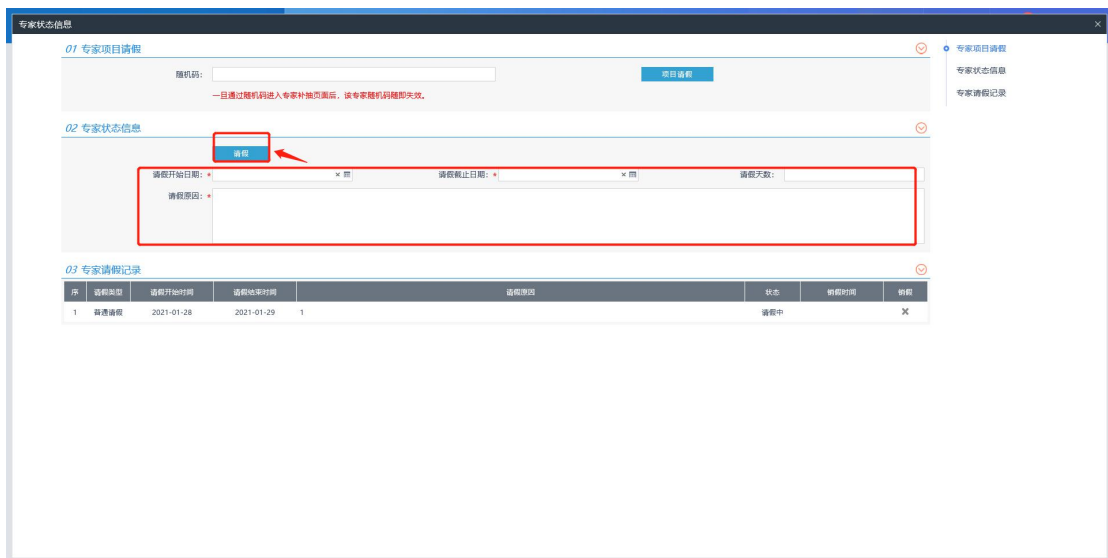 专家状态信息
01 专家项目请假
随机码: 项目请假
一旦通过随机码进入专家补抽页面后，该专家随机码随即失效。
02 专家状态信息
请假
请假开始日期: * 请假截止日期: * 请假天数:
请假原因: *
03 专家请假记录
序 请假类型 请假开始时间 请假结束时间 请假原因 状态 销假时间 销假
1 普通请假 2021-01-28 2021-01-29 1 请假中
专家项目请假
专家状态信息
专家请假记录